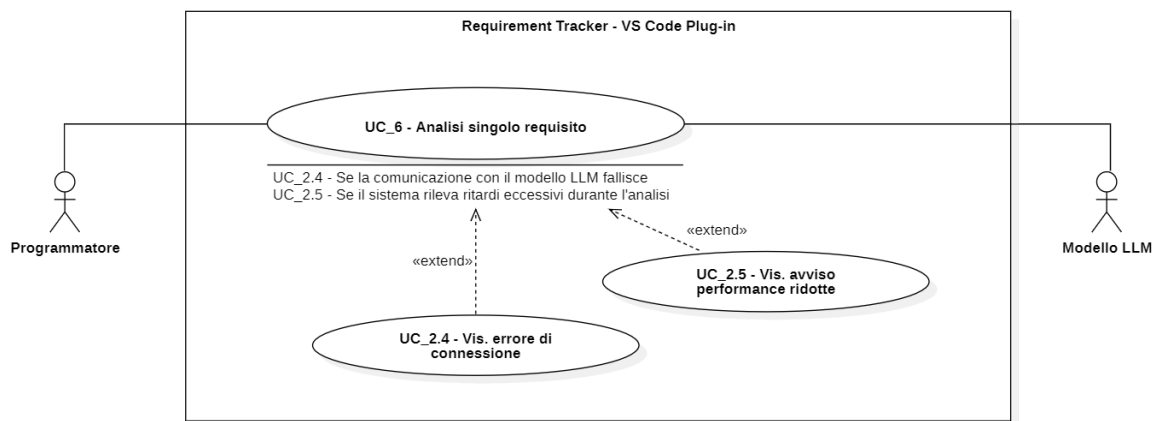 Requirement Tracker - VS Code Plug-in
UC_6 - Analisi singolo requisito
UC_2.4 - Se la comunicazione con il modello LLM fallisce
UC_2.5 - Se il sistema rileva ritardi eccessivi durante l'analisi
Programmatore
Modello LLM
«extend»
«extend»
UC_2.5 - Vis. avviso
performance ridotte
UC_2.4 - Vis. errore di
connessione